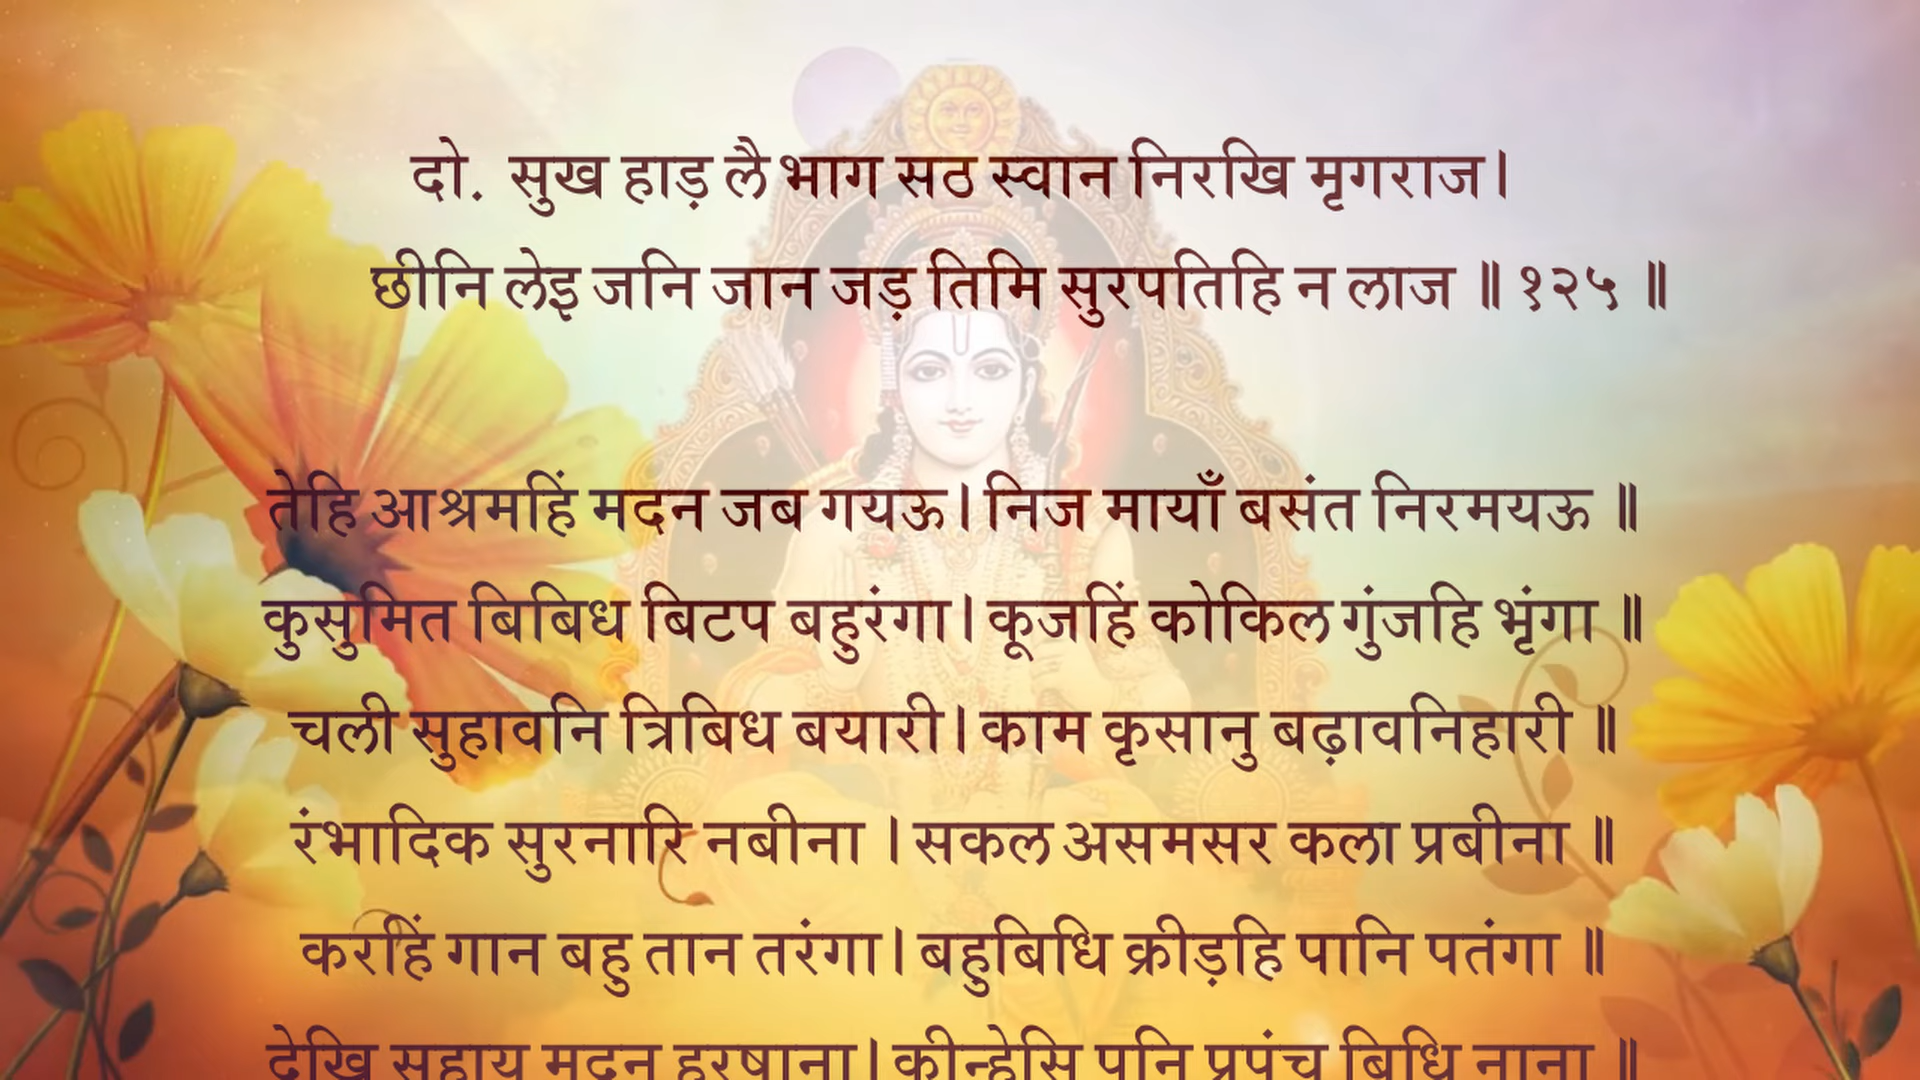 दो. सुख हाड़ लै भाग सठ स्वान निरखि मृगराज।
छीनि लेइ जनि जान जड़ तिमि सुरपतिहि न लाज ॥ १२५ ॥
तेहि आश्रमहिं मदन जब गयऊ। निज मायाँ बसंत निरमयऊ ॥
कुसुमित बिबिध बिटप बहुरंगा। कूजहिं कोकिल गुंजहि भृंगा ॥
चली सुहावनि त्रिबिध बयारी। काम कृसानु बढ़ावनिहारी ॥
रंभादिक सुरनारि नबीना । सकल असमसर कला प्रबीना ॥
करहिं गान बहु तान तरंगा। बहुबिधि क्रीड़हि पानि पतंगा ॥
देखि सहाय मदन हरषाना। कीन्हेसि पुनि प्रपंच बिधि नाना ॥